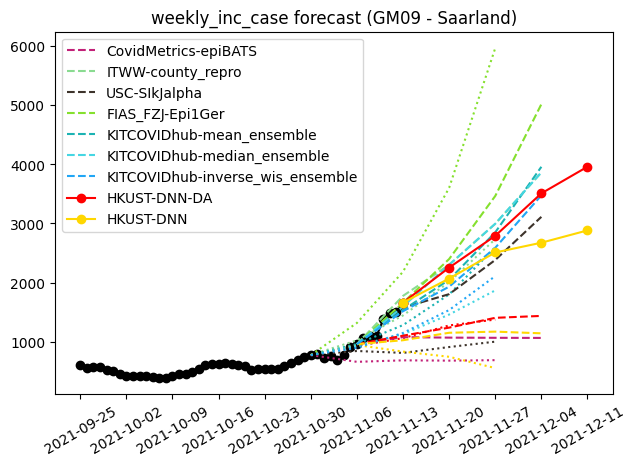 weekly_inc_case forecast (GM09 - Saarland)
6000
5000
4000
3000
2000
1000
CovidMetrics-epiBATS
ITWW-county_repro
USC-SIkJalpha
FIAS_FZJ-Epi1Ger
KITCOVIDhub-mean_ensemble
KITCOVIDhub-median_ensemble
KITCOVIDhub-inverse_wis_ensemble
HKUST-DNN-DA
HKUST-DNN
2021-09-25
2021-10-02
2021-10-09
2021-10-16
2021-10-23
2021-10-30
2021-11-06
2021-11-13
2021-11-20
2021-11-27
2021-12-04
2021-12-11